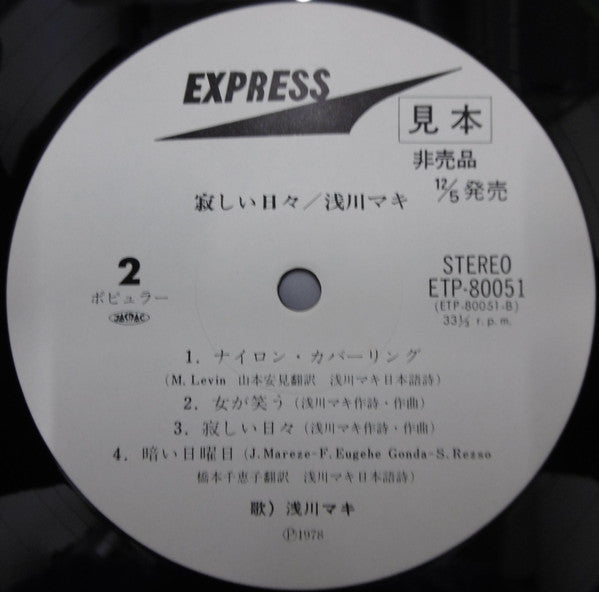 EXPRESS
見本
非売品
12/5 発売
寂しい日々／浅川マキ
2
ポピュラー
JASRAC
STEREO
ETP-80051
(ETP-80051-B)
33⅓ r.p.m.
1. ナイロン・カバーリング
(M. Levin 山本安見翻訳 浅川マキ日本語詩)
2. 女が笑う (浅川マキ作詩・作曲)
3. 寂しい日々 (浅川マキ作詩・作曲)
4. 暗い日曜日 (J. Mareze-F. Eugehe Gonda-S. Rezso
橋本千恵子翻訳 浅川マキ日本語詩)
歌) 浅川マキ
Ⓟ1978